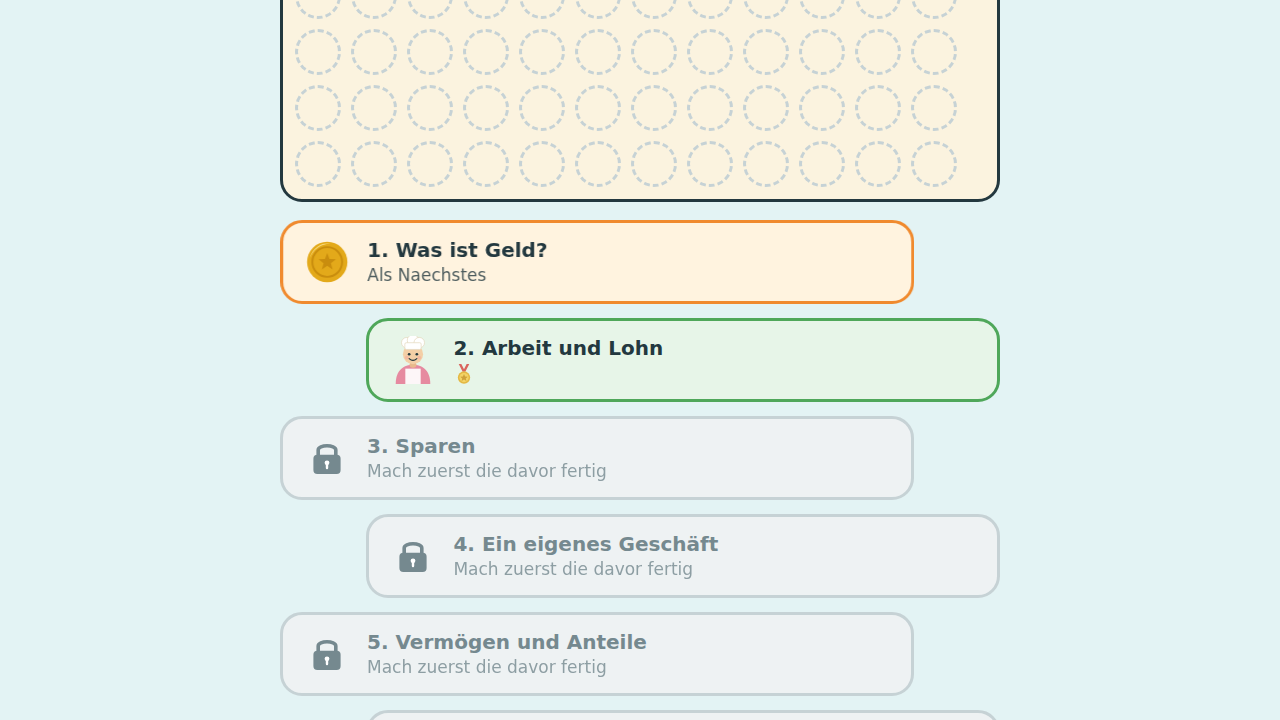 1. Was ist Geld?
Als Naechstes
2. Arbeit und Lohn
3. Sparen
Mach zuerst die davor fertig
4. Ein eigenes Geschäft
Mach zuerst die davor fertig
5. Vermögen und Anteile
Mach zuerst die davor fertig